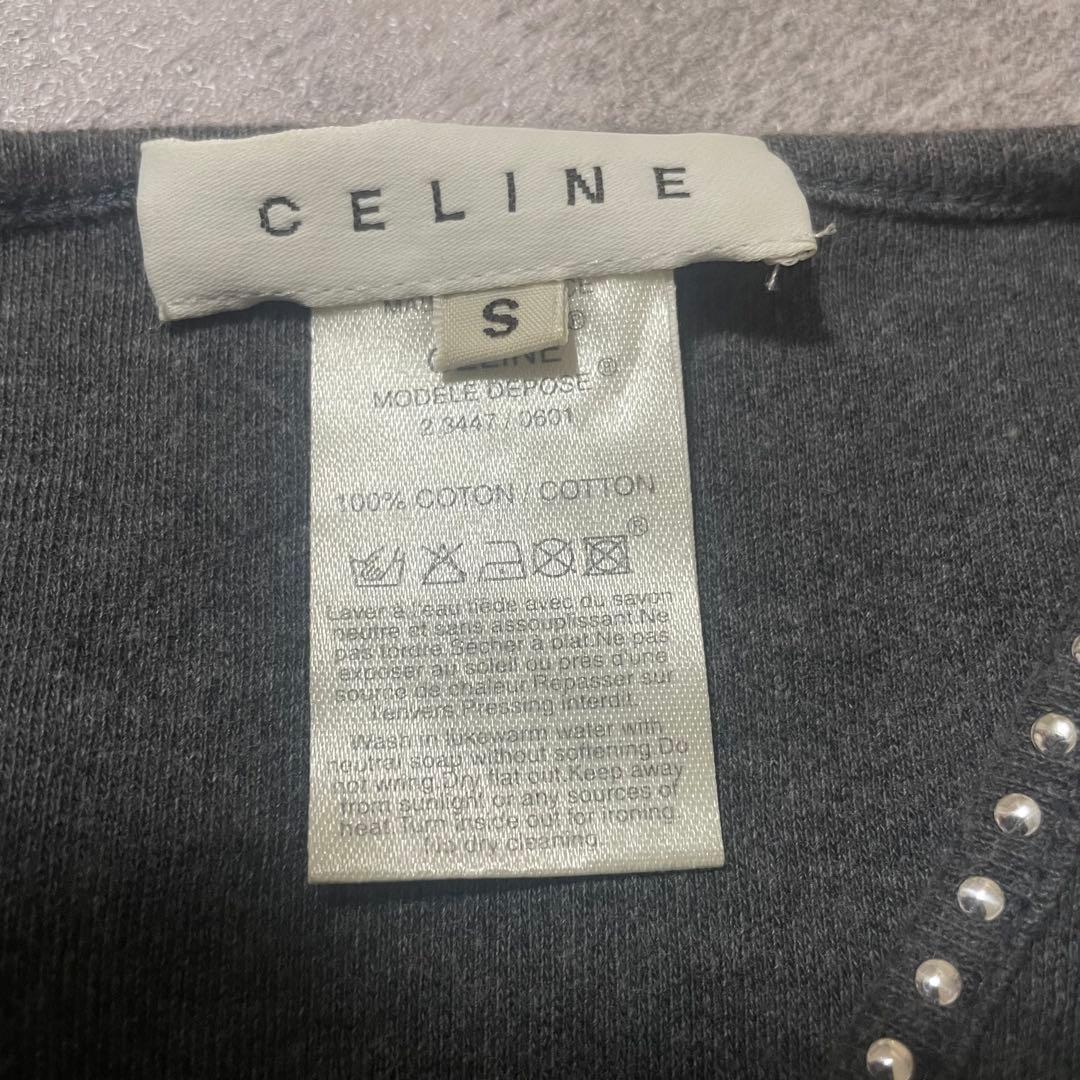 CELINE
S
CELINE
MODÈLE DÉPOSÉ ®
2.3447 / 0601
100% COTON / COTTON
®
Laver à l'eau tiède avec du savon
neutre et sans assouplissant.Ne
pas tordre.Sécher à plat.Ne pas
exposer au soleil ou près d'une
source de chaleur.Repasser sur
l'envers.Pressing interdit.
Wash in lukewarm water with
neutral soap without softening.Do
not wring.Dry flat out.Keep away
from sunlight or any sources of
heat.Turn inside out for ironing.
No dry cleaning.